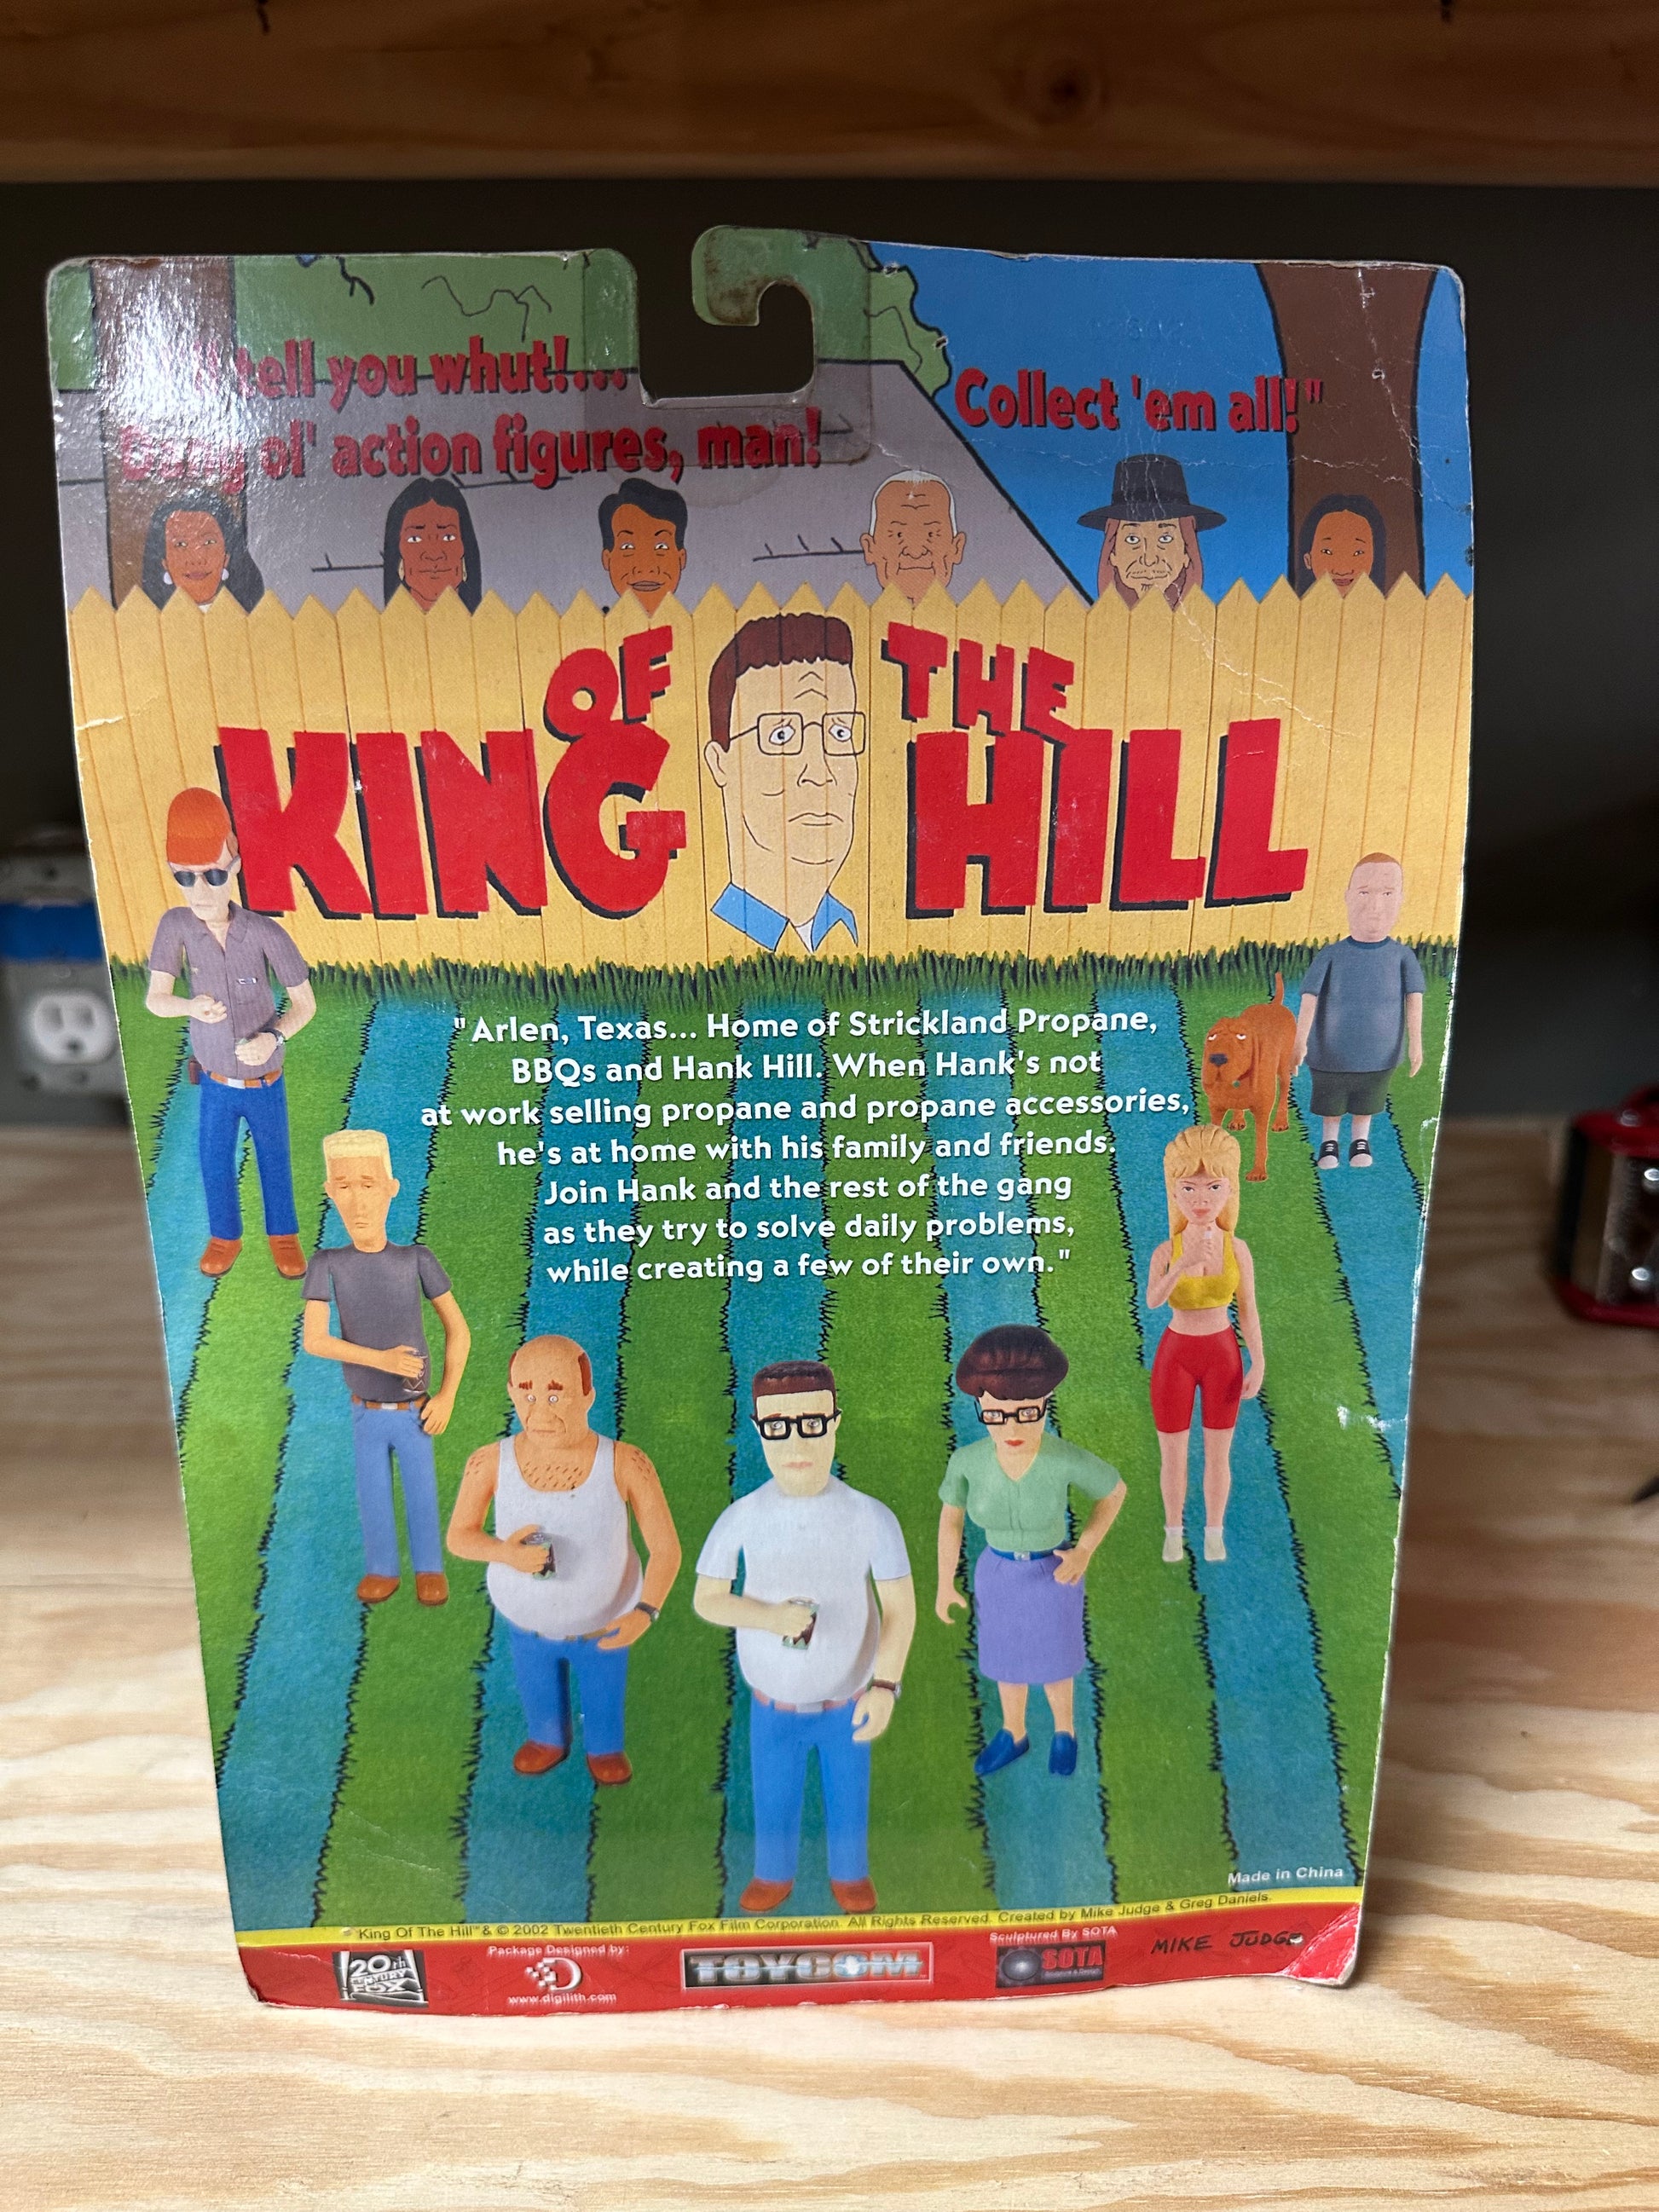 tell you whut!...
ol' action figures, man!
Collect 'em all!"
KING OF THE HILL
"Arlen, Texas... Home of Strickland Propane,
BBQs and Hank Hill. When Hank's not
at work selling propane and propane accessories,
he's at home with his family and friends.
Join Hank and the rest of the gang
as they try to solve daily problems,
while creating a few of their own."
Made in China
"King Of The Hill" & © 2002 Twentieth Century Fox Film Corporation. All Rights Reserved. Created by Mike Judge & Greg Daniels.
20th CENTURY FOX
Package Designed by:
D
www.digilith.com
TOYCOM
Sculptured By SOTA
SOTA
MIKE JUDGE